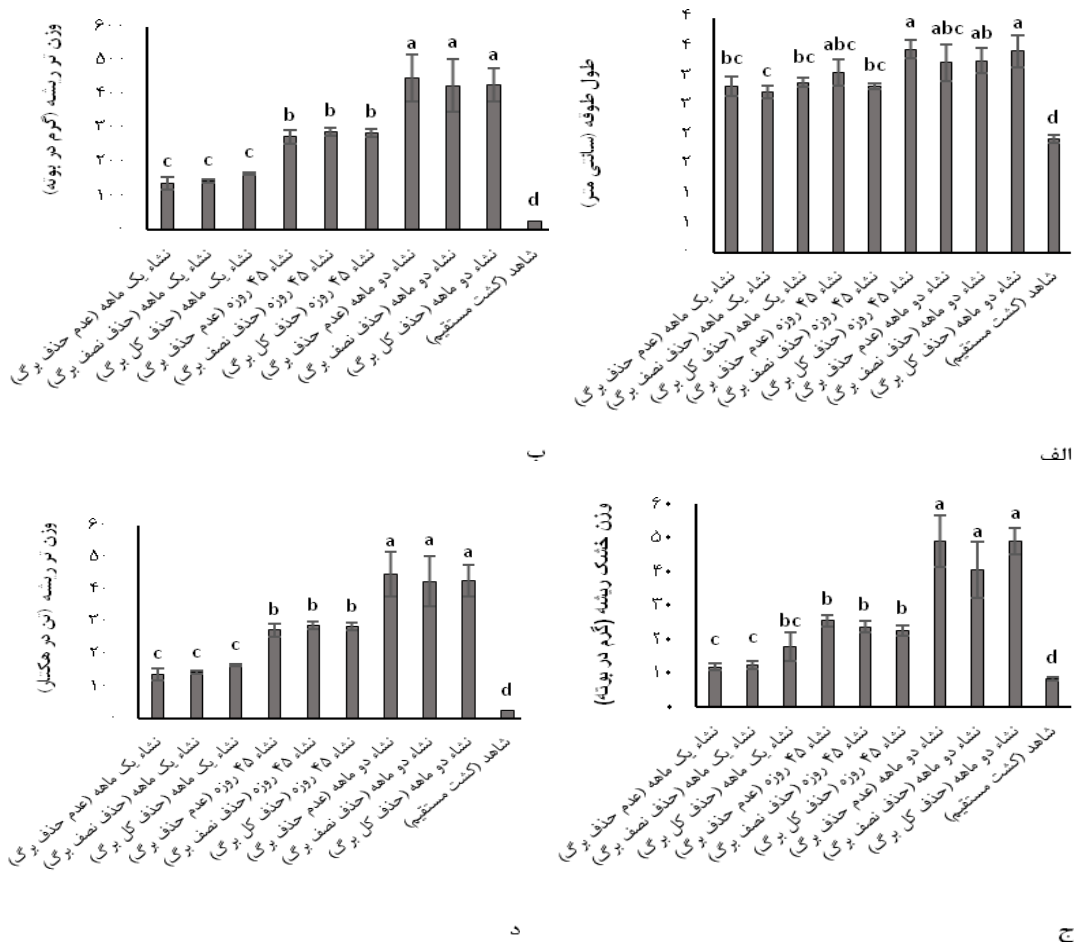 طول طوقه (سانتی متر)
۴
۴
۳
۳
۲
۲
۱
۱
۰
bc
c
bc
abc
bc
a
abc
ab
a
d
نشاء یک ماهه (عدم حذف برگ)
نشاء یک ماهه (حذف نصف برگ)
نشاء یک ماهه (حذف کل برگ)
نشاء ۴۵ روزه (عدم حذف برگ)
نشاء ۴۵ روزه (حذف نصف برگ)
نشاء ۴۵ روزه (حذف کل برگ)
نشاء دو ماهه (عدم حذف برگ)
نشاء دو ماهه (حذف نصف برگ)
نشاء دو ماهه (حذف کل برگ)
شاهد (کشت مستقیم)
الف
وزن تر ریشه (گرم در بوته)
۶۰۰
۵۰۰
۴۰۰
۳۰۰
۲۰۰
۱۰۰
۰
c
c
c
b
b
b
a
a
a
d
نشاء یک ماهه (عدم حذف برگ)
نشاء یک ماهه (حذف نصف برگ)
نشاء یک ماهه (حذف کل برگ)
نشاء ۴۵ روزه (عدم حذف برگ)
نشاء ۴۵ روزه (حذف نصف برگ)
نشاء ۴۵ روزه (حذف کل برگ)
نشاء دو ماهه (عدم حذف برگ)
نشاء دو ماهه (حذف نصف برگ)
نشاء دو ماهه (حذف کل برگ)
شاهد (کشت مستقیم)
ب
وزن خشک ریشه (گرم در بوته)
۶۰
۵۰
۴۰
۳۰
۲۰
۱۰
۰
c
c
bc
b
b
b
a
a
a
d
نشاء یک ماهه (عدم حذف برگ)
نشاء یک ماهه (حذف نصف برگ)
نشاء یک ماهه (حذف کل برگ)
نشاء ۴۵ روزه (عدم حذف برگ)
نشاء ۴۵ روزه (حذف نصف برگ)
نشاء ۴۵ روزه (حذف کل برگ)
نشاء دو ماهه (عدم حذف برگ)
نشاء دو ماهه (حذف نصف برگ)
نشاء دو ماهه (حذف کل برگ)
شاهد (کشت مستقیم)
ج
وزن تر ریشه (تن در هکتار)
۶۰
۵۰
۴۰
۳۰
۲۰
۱۰
۰
c
c
c
b
b
b
a
a
a
d
نشاء یک ماهه (عدم حذف برگ)
نشاء یک ماهه (حذف نصف برگ)
نشاء یک ماهه (حذف کل برگ)
نشاء ۴۵ روزه (عدم حذف برگ)
نشاء ۴۵ روزه (حذف نصف برگ)
نشاء ۴۵ روزه (حذف کل برگ)
نشاء دو ماهه (عدم حذف برگ)
نشاء دو ماهه (حذف نصف برگ)
نشاء دو ماهه (حذف کل برگ)
شاهد (کشت مستقیم)
د